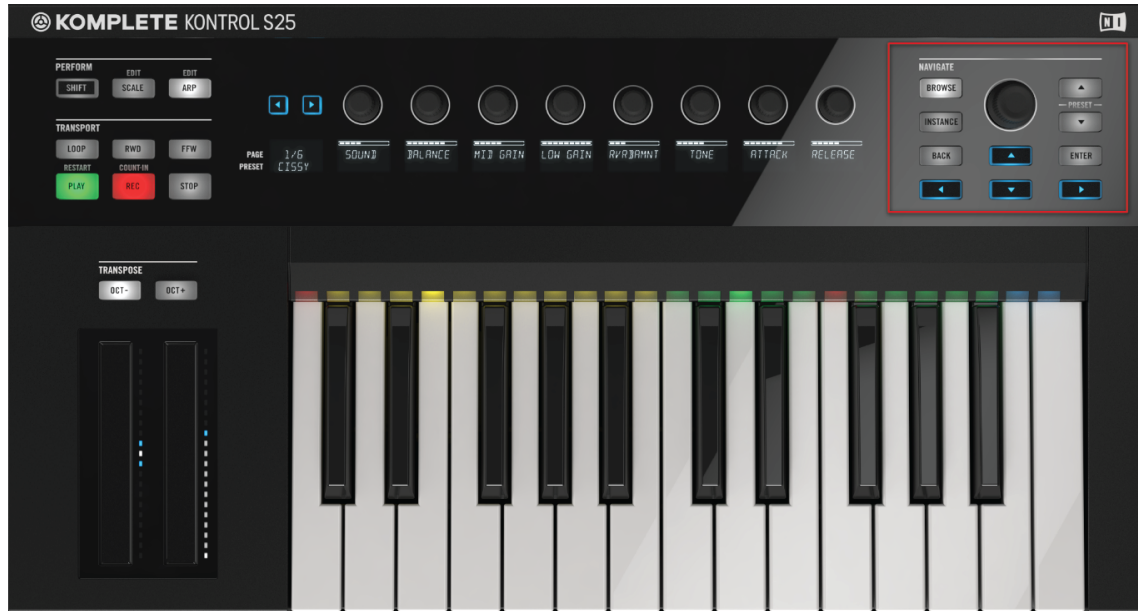 KOMPLETE KONTROL S25
NI
PERFORM
EDIT EDIT
SHIFT SCALE ARP
TRANSPORT
LOOP RWD FFW
RESTART COUNT-IN
PLAY REC STOP
PAGE 1/6
PRESET CISSY
SOUND BALANCE MID GAIN LOW GAIN RVRBAMNT TONE ATTACK RELEASE
NAVIGATE
BROWSE
PRESET
INSTANCE
BACK ENTER
TRANSPOSE
OCT- OCT+